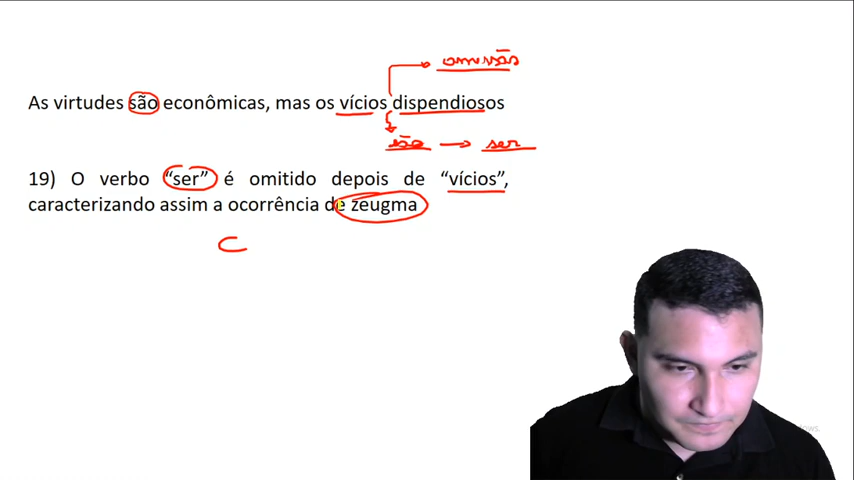 omissão
As virtudes são econômicas, mas os vícios dispendiosos
são → ser
19) O verbo “ser” é omitido depois de “vícios”,
caracterizando assim a ocorrência de zeugma
C